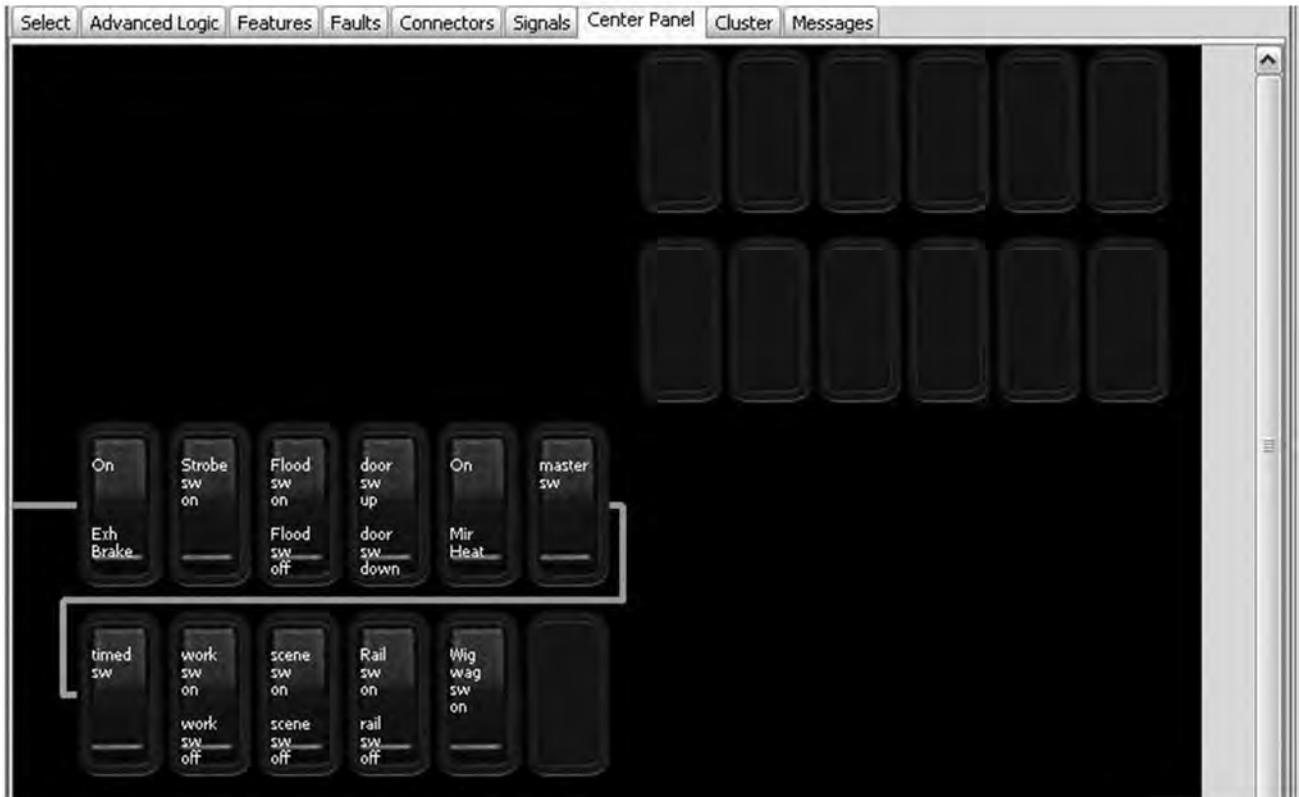 Select Advanced Logic Features Faults Connectors Signals Center Panel Cluster Messages
On
Exh
Brake
Strobe
sw
on
Flood
sw
on
Flood
sw
off
door
sw
up
door
sw
down
On
Mir
Heat
master
sw
timed
sw
work
sw
on
work
sw
off
scene
sw
on
scene
sw
off
Rail
sw
on
rail
sw
off
Wig
wag
sw
on